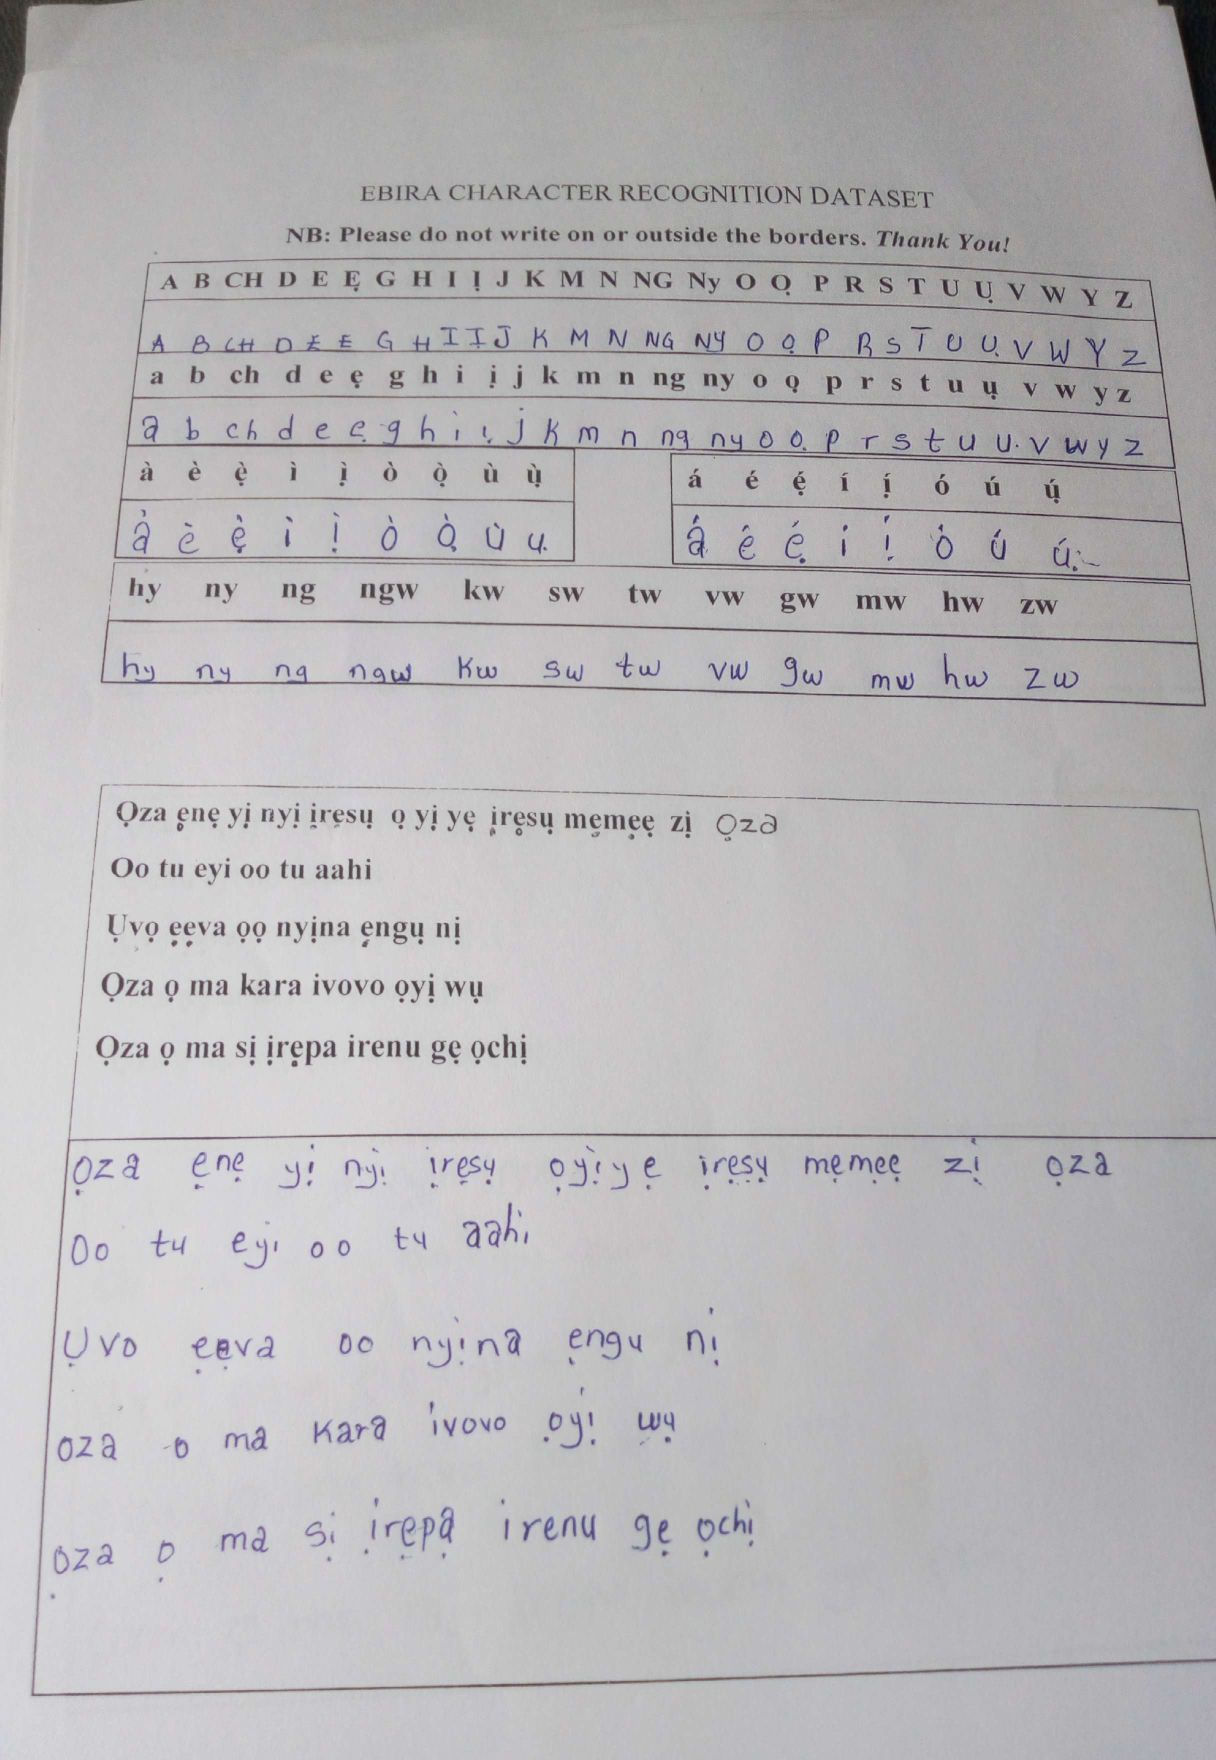 EBIRA CHARACTER RECOGNITION DATASET
NB: Please do not write on or outside the borders. Thank You!
A B CH D E Ẹ G H I Ị J K M N NG Ny O Ọ P R S T U Ụ V W Y Z
A B CH D E E G H I I J K M N NG NY O Ọ P R S T U Ụ V W Y Z
a b ch d e ẹ g h i ị j k m n ng ny o ọ p r s t u ụ v w y z
a b ch d e ẹ g h i ị j k m n ng ny o ọ p r s t u ụ v w y z
à è ẹ̀ ì ị̀ ò ọ̀ ù ụ̀
ạ̀ è ẹ̀ ì ị̀ ò ọ̀ ù ụ
á é ẹ́ í ị́ ó ú ụ́
ạ́ é ẹ́ í ị́ ó ú ụ́
hy ny ng ngw kw sw tw vw gw mw hw zw
hy ny ng ngw kw sw tw vw gw mw hw zw
Ọza ẹnẹ yị nyị ịrẹsụ ọ yị yẹ ịrẹsụ mẹmẹẹ zị ọza
Oo tu eyi oo tu aahi
Ụvọ ẹẹva ọọ nyịna ẹngụ nị
Ọza ọ ma kara ivovo ọyị wụ
Ọza ọ ma sị ịrẹpa irenu gẹ ọchị
ọza ẹnẹ yị nyị ịrẹsụ ọyịyẹ ịrẹsụ mẹmẹẹ zị ọza
Oo tu eyi oo tu aahi
Ụvo ẹẹva oo nyịna ẹngu nị
oza o ma kara ivovo ọyị wụ
ọza ọ ma sị ịrẹpạ irenu gẹ ọchị